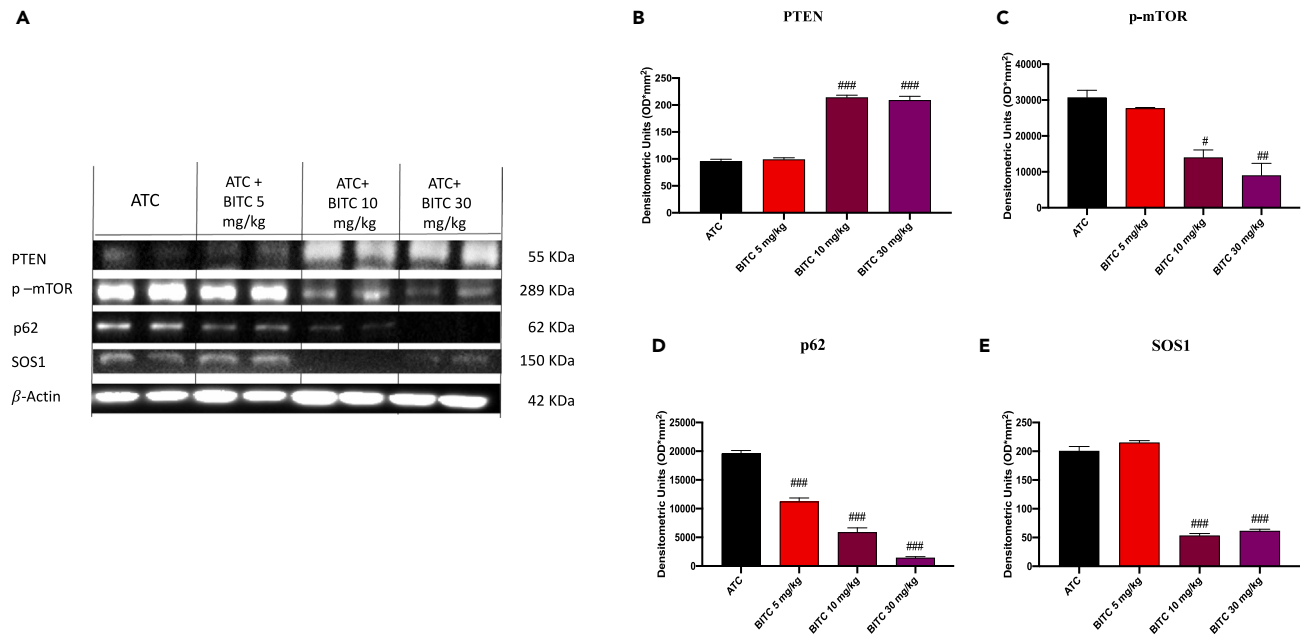 A
ATC
ATC +
BITC 5
mg/kg
ATC+
BITC 10
mg/kg
ATC+
BITC 30
mg/kg
PTEN
55 KDa
p –mTOR
289 KDa
p62
62 KDa
SOS1
150 KDa
β-Actin
42 KDa
B
PTEN
Densitometric Units (OD*mm²)
250
200
150
100
50
0
###
###
ATC
BITC 5 mg/kg
BITC 10 mg/kg
BITC 30 mg/kg
C
p-mTOR
Densitometric Units (OD*mm²)
40000
30000
20000
10000
0
#
##
ATC
BITC 5 mg/kg
BITC 10 mg/kg
BITC 30 mg/kg
D
p62
Densitometric Units (OD*mm²)
25000
20000
15000
10000
5000
0
###
###
###
ATC
BITC 5 mg/kg
BITC 10 mg/kg
BITC 30 mg/kg
E
SOS1
Densitometric Units (OD*mm²)
250
200
150
100
50
0
###
###
ATC
BITC 5 mg/kg
BITC 10 mg/kg
BITC 30 mg/kg